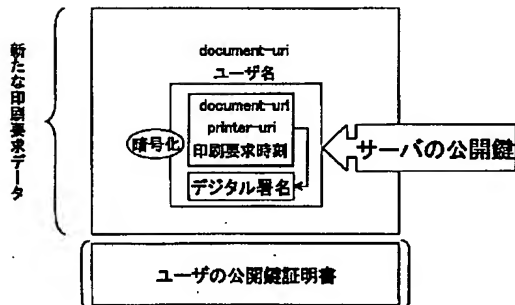 新たな印刷要求データ
document-uri
ユーザ名
document-uri
printer-uri
印刷要求時刻
暗号化
デジタル署名
サーバの公開鍵
ユーザの公開鍵証明書